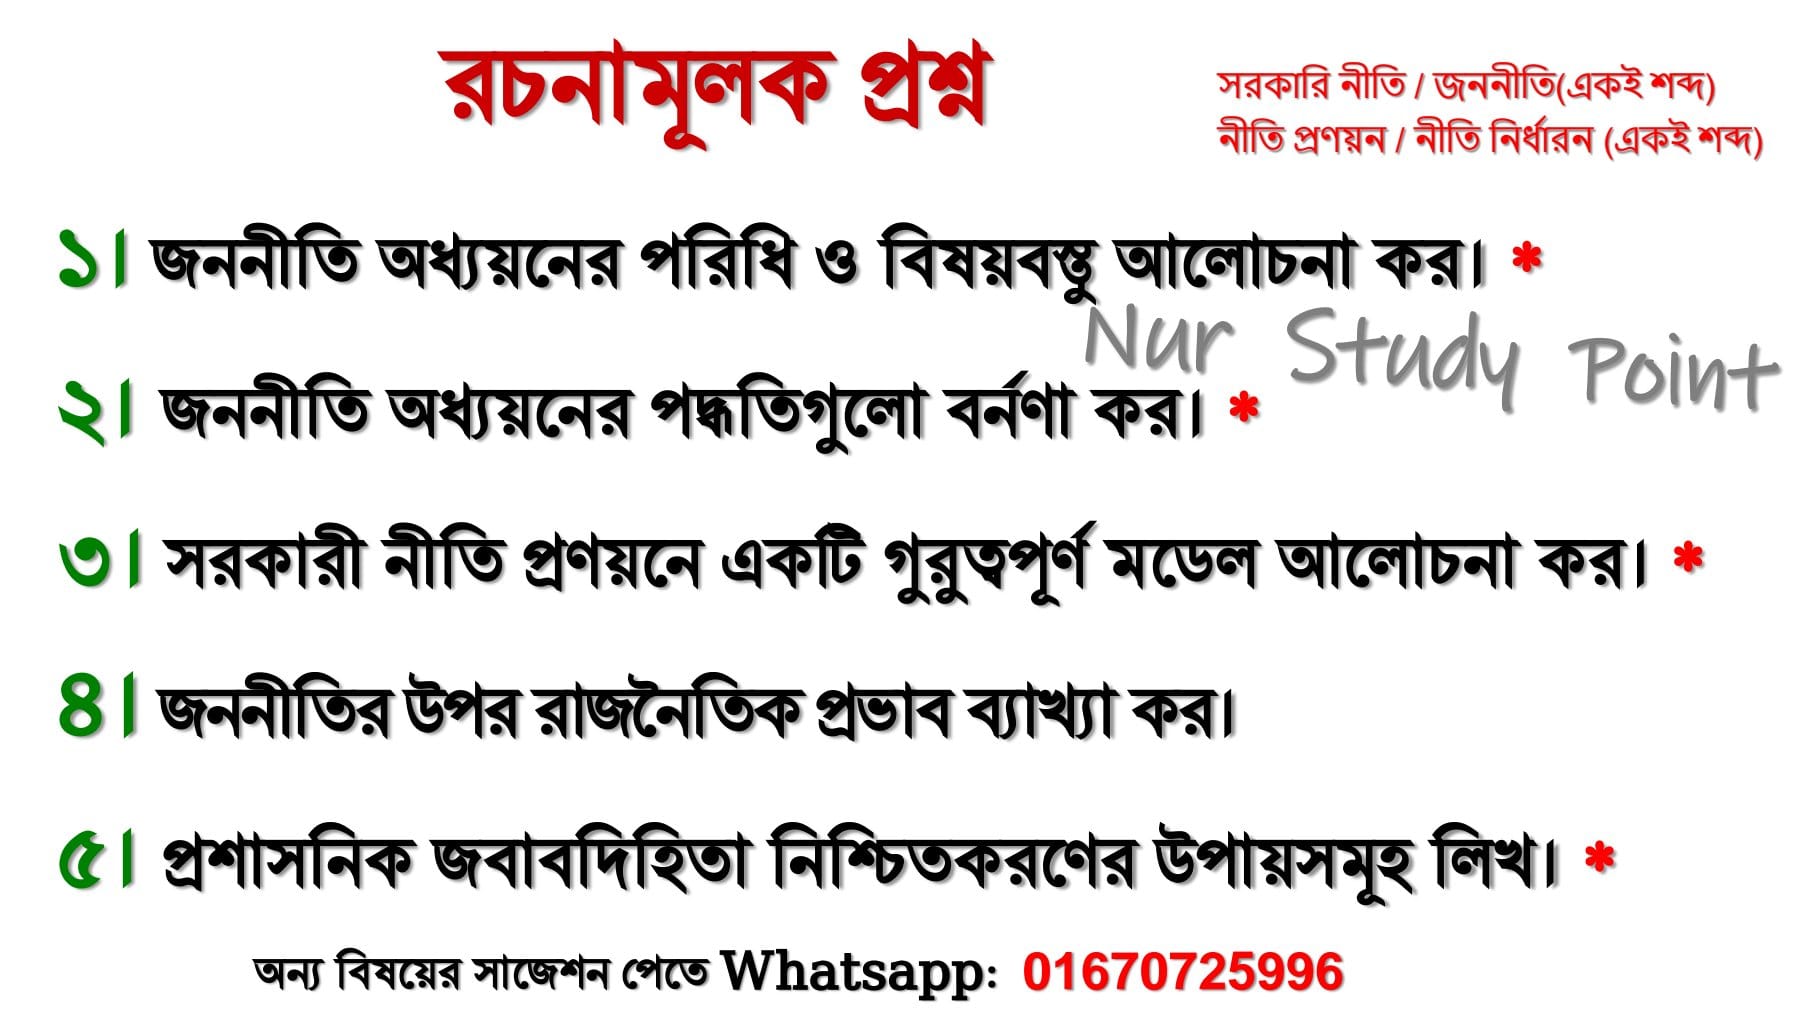 রচনামূলক প্রশ্ন
সরকারি নীতি / জননীতি(একই শব্দ)
নীতি প্রণয়ন / নীতি নির্ধারন (একই শব্দ)
১। জননীতি অধ্যয়নের পরিধি ও বিষয়বস্তু আলোচনা কর। *
Nur Study Point
২। জননীতি অধ্যয়নের পদ্ধতিগুলো বর্নণা কর। *
৩। সরকারী নীতি প্রণয়নে একটি গুরুত্বপূর্ণ মডেল আলোচনা কর। *
৪। জননীতির উপর রাজনৈতিক প্রভাব ব্যাখ্যা কর।
৫। প্রশাসনিক জবাবদিহিতা নিশ্চিতকরণের উপায়সমূহ লিখ। *
অন্য বিষয়ের সাজেশন পেতে Whatsapp: 01670725996